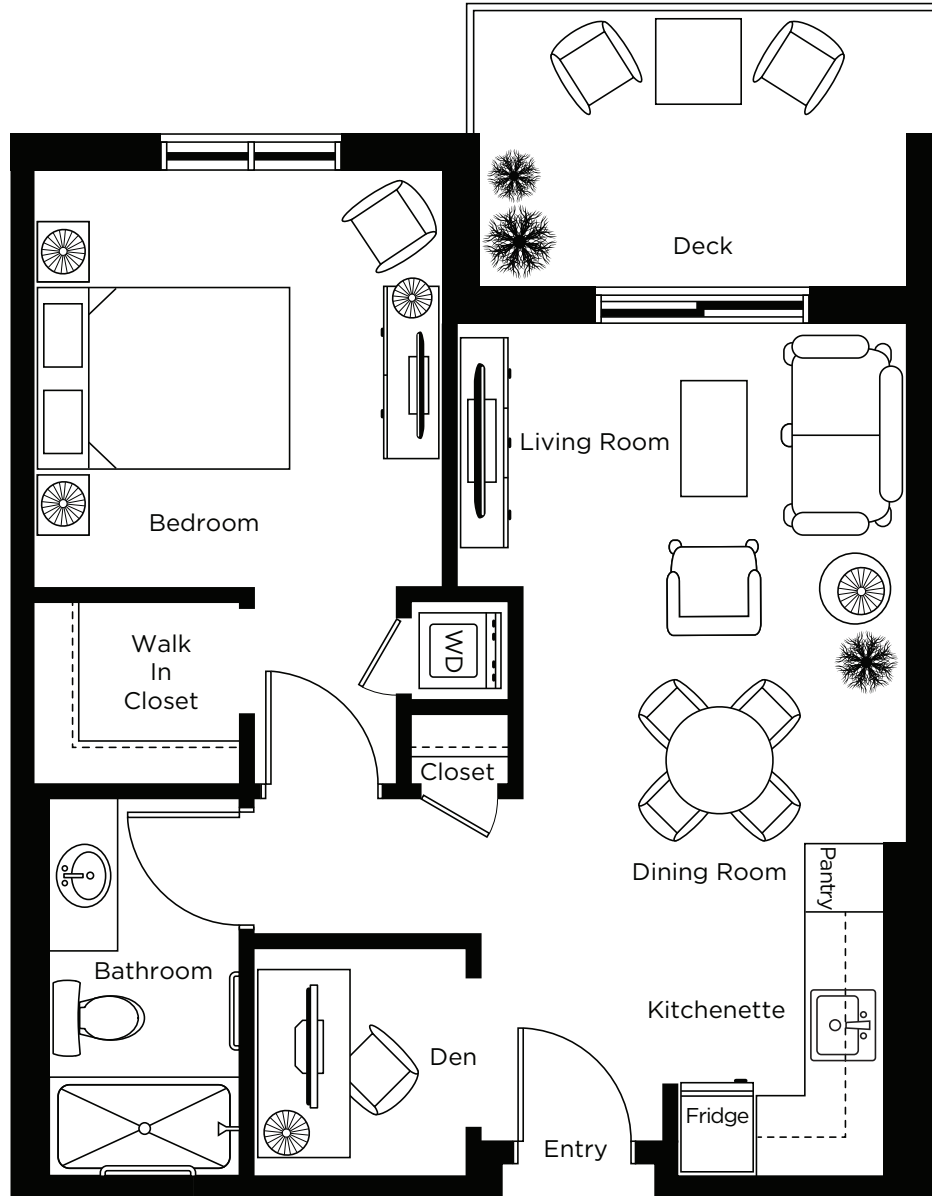 Deck
Living Room
Bedroom
Walk
In
Closet
WD
Closet
Dining Room
Pantry
Bathroom
Kitchenette
Den
Fridge
Entry